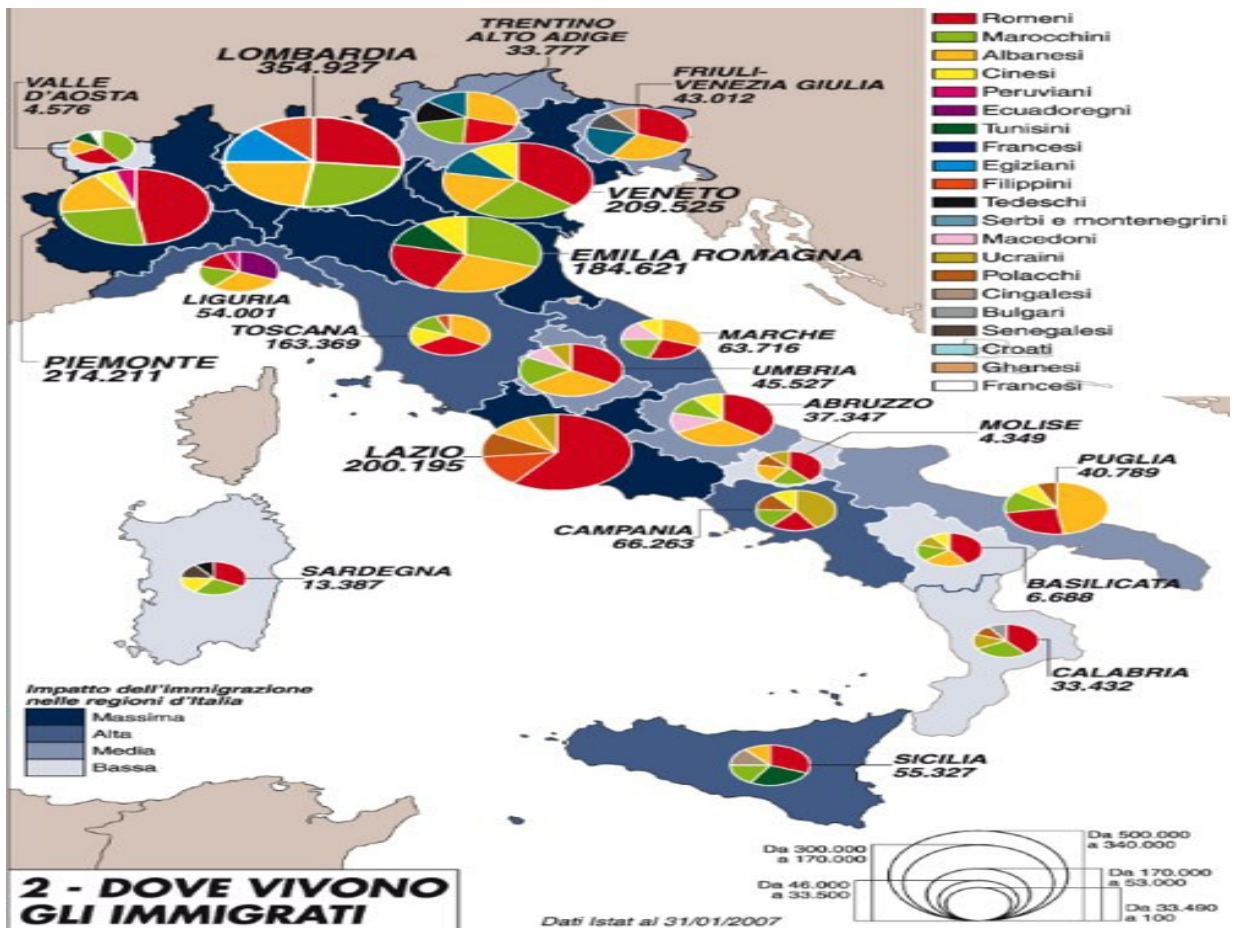 TRENTINO
ALTO ADIGE
33.777
LOMBARDIA
354.927
VALLE
D'AOSTA
4.576
FRIULI-
VENEZIA GIULIA
43.012
VENETO
209.525
EMILIA ROMAGNA
184.621
LIGURIA
54.001
TOSCANA
163.369
PIEMONTE
214.211
MARCHE
63.716
UMBRIA
45.527
ABRUZZO
37.347
MOLISE
4.349
LAZIO
200.195
PUGLIA
40.789
CAMPANIA
66.263
BASILICATA
6.688
SARDEGNA
13.387
CALABRIA
33.432
SICILIA
55.327
Romeni
Marocchini
Albanesi
Cinesi
Peruviani
Ecuadoregni
Tunisini
Francesi
Egiziani
Filippini
Tedeschi
Serbi e montenegrini
Macedoni
Ucraini
Polacchi
Cingalesi
Bulgari
Senegalesi
Croati
Ghanesi
Francesi
Impatto dell'immigrazione
nelle regioni d'Italia
Massima
Alta
Media
Bassa
Da 300.000
a 170.000
Da 46.000
a 33.500
Da 500.000
a 340.000
Da 170.000
a 53.000
Da 33.490
a 100
2 - DOVE VIVONO
GLI IMMIGRATI
Dati Istat al 31/01/2007